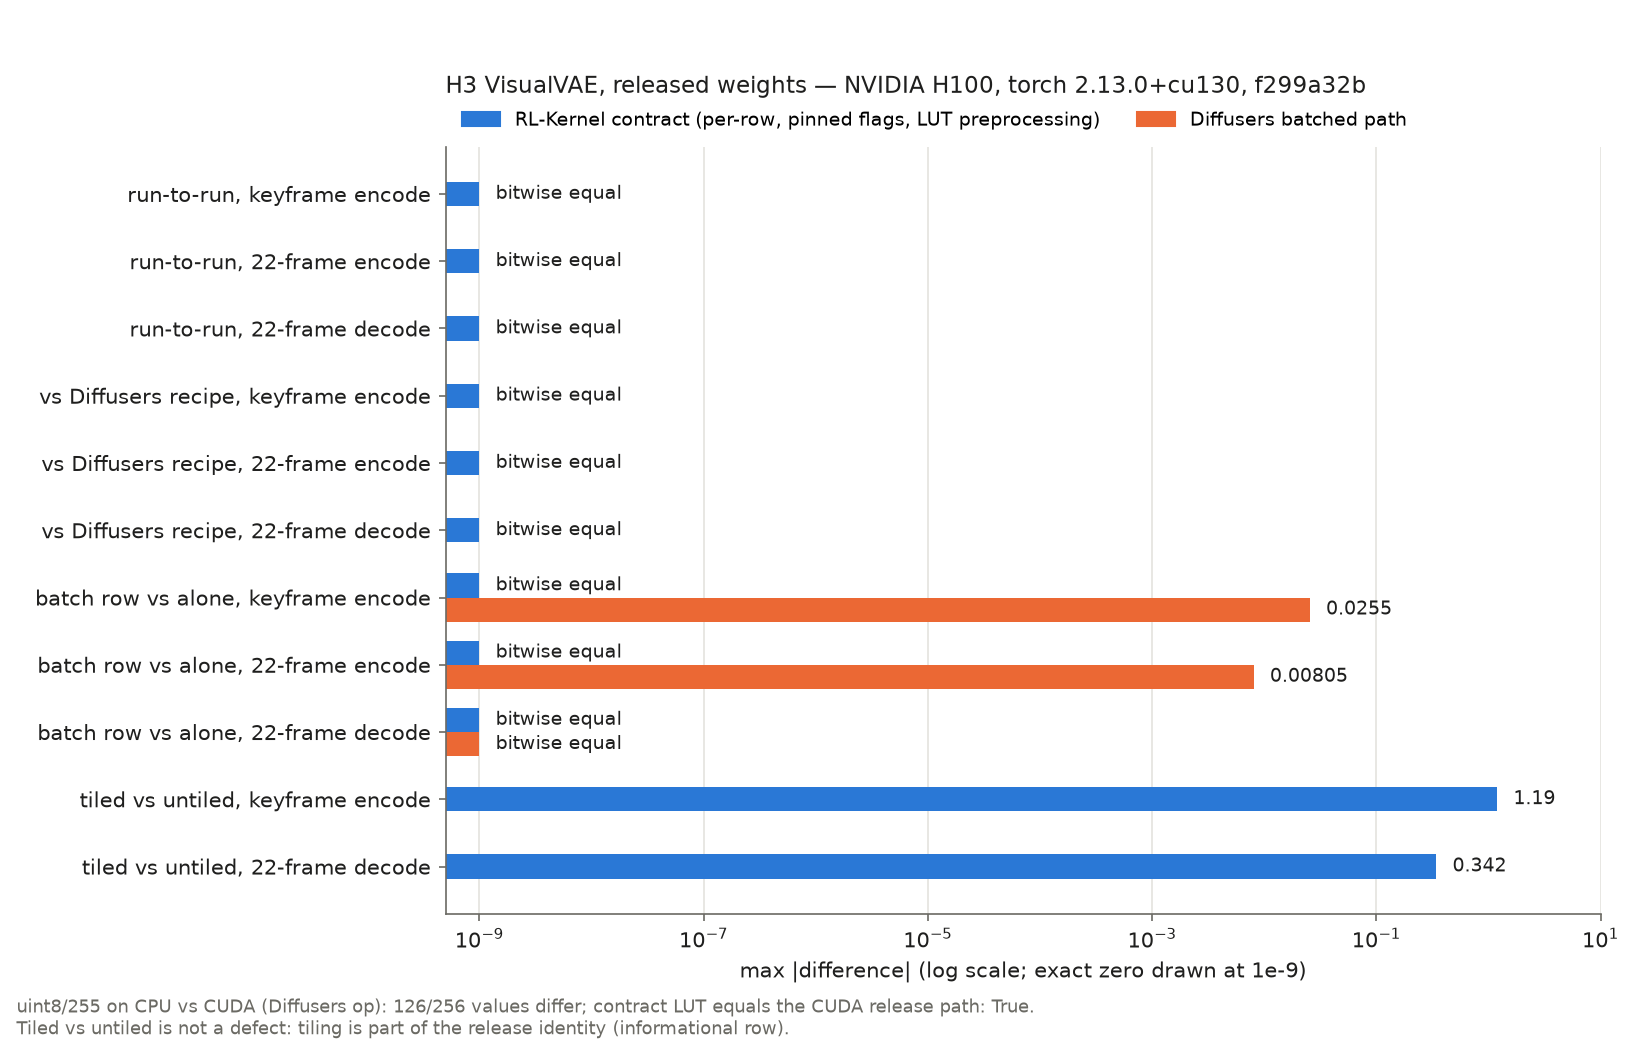 H3 VisualVAE, released weights — NVIDIA H100, torch 2.13.0+cu130, f299a32b
RL-Kernel contract (per-row, pinned flags, LUT preprocessing)
Diffusers batched path
run-to-run, keyframe encode
bitwise equal
run-to-run, 22-frame encode
bitwise equal
run-to-run, 22-frame decode
bitwise equal
vs Diffusers recipe, keyframe encode
bitwise equal
vs Diffusers recipe, 22-frame encode
bitwise equal
vs Diffusers recipe, 22-frame decode
bitwise equal
batch row vs alone, keyframe encode
bitwise equal
0.0255
batch row vs alone, 22-frame encode
bitwise equal
0.00805
batch row vs alone, 22-frame decode
bitwise equal
bitwise equal
tiled vs untiled, keyframe encode
1.19
tiled vs untiled, 22-frame decode
0.342
10⁻⁹ 10⁻⁷ 10⁻⁵ 10⁻³ 10⁻¹ 10¹
max |difference| (log scale; exact zero drawn at 1e-9)
uint8/255 on CPU vs CUDA (Diffusers op): 126/256 values differ; contract LUT equals the CUDA release path: True.
Tiled vs untiled is not a defect: tiling is part of the release identity (informational row).